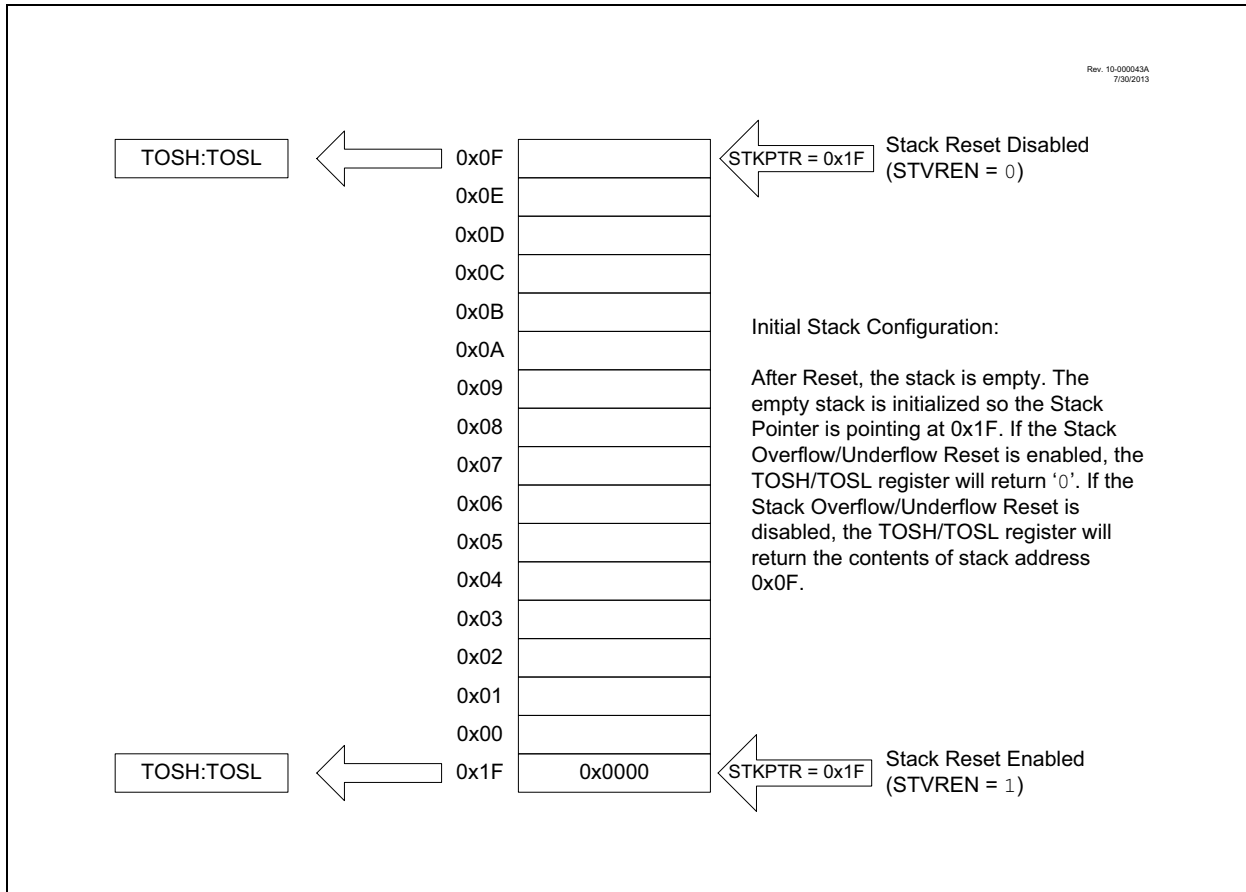 Rev. 10-000043A
7/30/2013
TOSH:TOSL
0x0F
STKPTR = 0x1F
Stack Reset Disabled
(STVREN = 0)
0x0E
0x0D
0x0C
0x0B
0x0A
0x09
0x08
0x07
0x06
0x05
0x04
0x03
0x02
0x01
0x00
Initial Stack Configuration:
After Reset, the stack is empty. The
empty stack is initialized so the Stack
Pointer is pointing at 0x1F. If the Stack
Overflow/Underflow Reset is enabled, the
TOSH/TOSL register will return ‘0’. If the
Stack Overflow/Underflow Reset is
disabled, the TOSH/TOSL register will
return the contents of stack address
0x0F.
TOSH:TOSL
0x1F
0x0000
STKPTR = 0x1F
Stack Reset Enabled
(STVREN = 1)